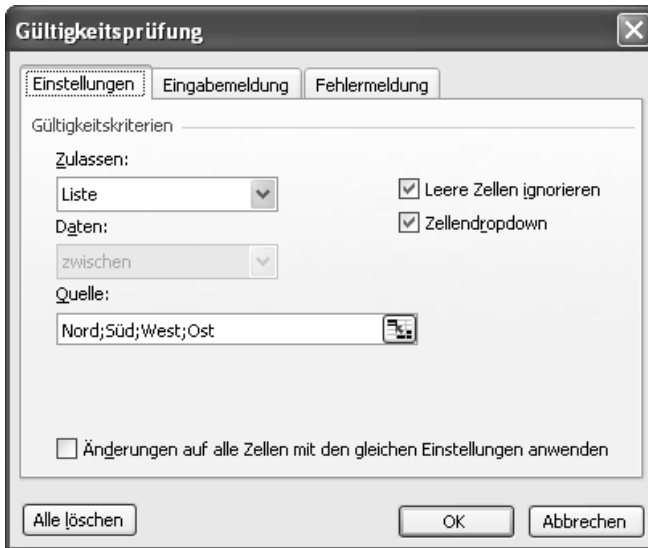 Gültigkeitsprüfung
Einstellungen Eingabemeldung Fehlermeldung
Gültigkeitskriterien
Zulassen:
Liste
Leere Zellen ignorieren
Daten:
Zellendropdown
zwischen
Quelle:
Nord;Süd;West;Ost
Änderungen auf alle Zellen mit den gleichen Einstellungen anwenden
Alle löschen OK Abbrechen